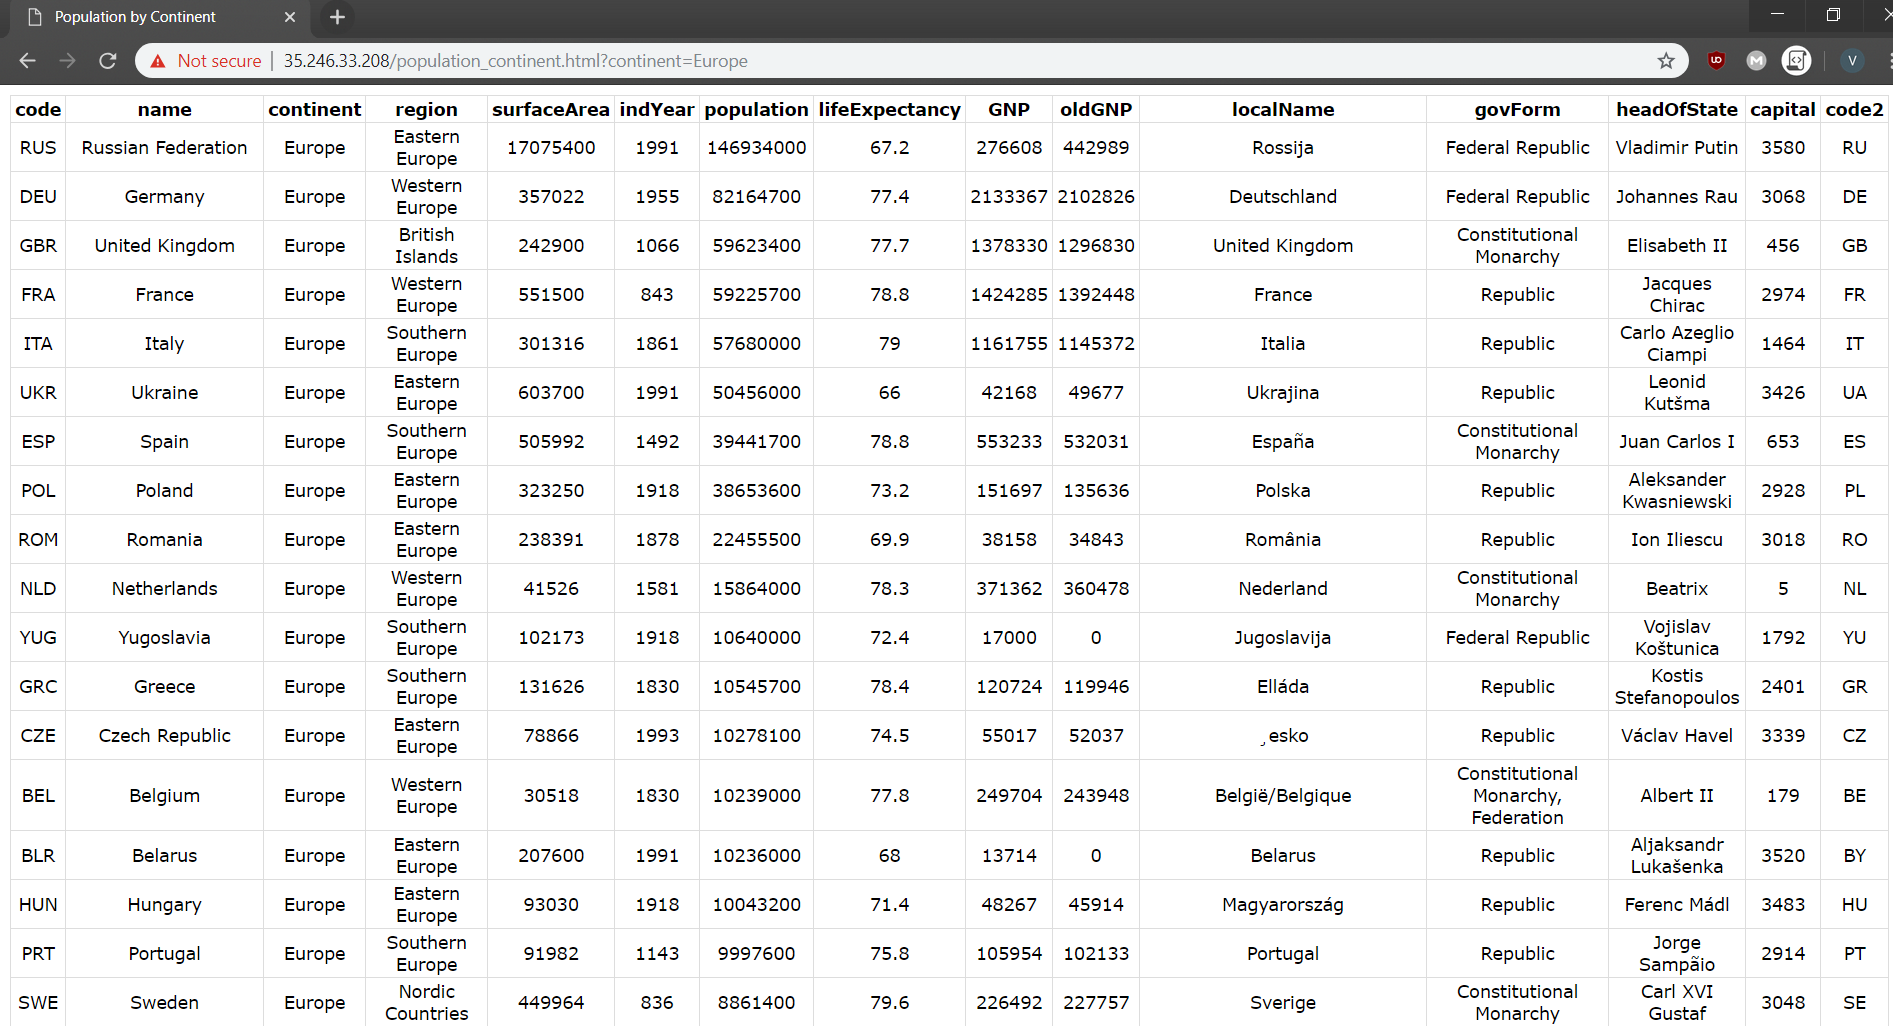 Population by Continent
Not secure | 35.246.33.208/population_continent.html?continent=Europe
V
code name continent region surfaceArea indYear population lifeExpectancy GNP oldGNP localName govForm headOfState capital code2
RUS Russian Federation Europe Eastern Europe 17075400 1991 146934000 67.2 276608 442989 Rossija Federal Republic Vladimir Putin 3580 RU
DEU Germany Europe Western Europe 357022 1955 82164700 77.4 2133367 2102826 Deutschland Federal Republic Johannes Rau 3068 DE
GBR United Kingdom Europe British Islands 242900 1066 59623400 77.7 1378330 1296830 United Kingdom Constitutional Monarchy Elisabeth II 456 GB
FRA France Europe Western Europe 551500 843 59225700 78.8 1424285 1392448 France Republic Jacques Chirac 2974 FR
ITA Italy Europe Southern Europe 301316 1861 57680000 79 1161755 1145372 Italia Republic Carlo Azeglio Ciampi 1464 IT
UKR Ukraine Europe Eastern Europe 603700 1991 50456000 66 42168 49677 Ukrajina Republic Leonid Kutšma 3426 UA
ESP Spain Europe Southern Europe 505992 1492 39441700 78.8 553233 532031 España Constitutional Monarchy Juan Carlos I 653 ES
POL Poland Europe Eastern Europe 323250 1918 38653600 73.2 151697 135636 Polska Republic Aleksander Kwasniewski 2928 PL
ROM Romania Europe Eastern Europe 238391 1878 22455500 69.9 38158 34843 România Republic Ion Iliescu 3018 RO
NLD Netherlands Europe Western Europe 41526 1581 15864000 78.3 371362 360478 Nederland Constitutional Monarchy Beatrix 5 NL
YUG Yugoslavia Europe Southern Europe 102173 1918 10640000 72.4 17000 0 Jugoslavija Federal Republic Vojislav Koštunica 1792 YU
GRC Greece Europe Southern Europe 131626 1830 10545700 78.4 120724 119946 Elláda Republic Kostis Stefanopoulos 2401 GR
CZE Czech Republic Europe Eastern Europe 78866 1993 10278100 74.5 55017 52037 ¸esko Republic Václav Havel 3339 CZ
BEL Belgium Europe Western Europe 30518 1830 10239000 77.8 249704 243948 België/Belgique Constitutional Monarchy, Federation Albert II 179 BE
BLR Belarus Europe Eastern Europe 207600 1991 10236000 68 13714 0 Belarus Republic Aljaksandr Lukašenka 3520 BY
HUN Hungary Europe Eastern Europe 93030 1918 10043200 71.4 48267 45914 Magyarország Republic Ferenc Mádl 3483 HU
PRT Portugal Europe Southern Europe 91982 1143 9997600 75.8 105954 102133 Portugal Republic Jorge Sampãio 2914 PT
SWE Sweden Europe Nordic Countries 449964 836 8861400 79.6 226492 227757 Sverige Constitutional Monarchy Carl XVI Gustaf 3048 SE